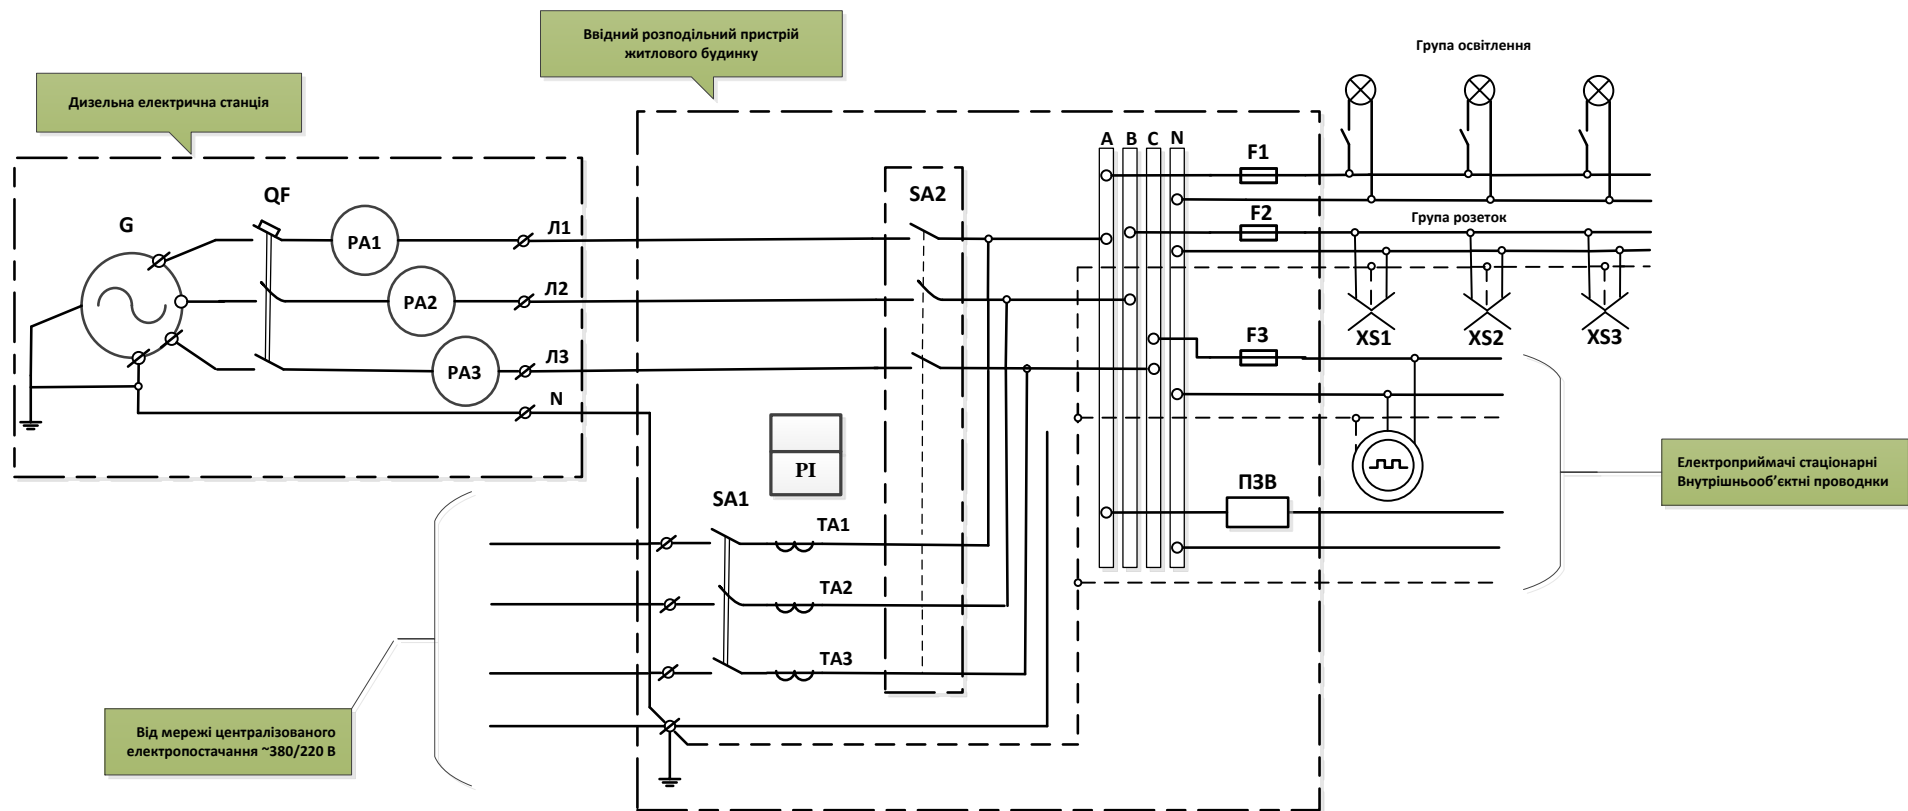 Ввідний розподільний пристрій
житлового будинку
Група освітлення
Дизельна електрична станція
A B C N
F1
QF
SA2
G
F2
Група розеток
PA1
Л1
PA2
Л2
F3
XS1
XS2
XS3
PA3
Л3
N
PI
Електроприймачі стаціонарні
Внутрішньооб’єктні проводнки
ПЗВ
SA1
TA1
TA2
TA3
Від мережі централізованого
електропостачання ~380/220 В